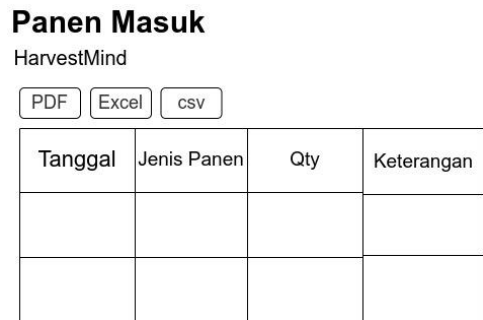 Panen Masuk
HarvestMind
PDF Excel csv
Tanggal Jenis Panen Qty Keterangan